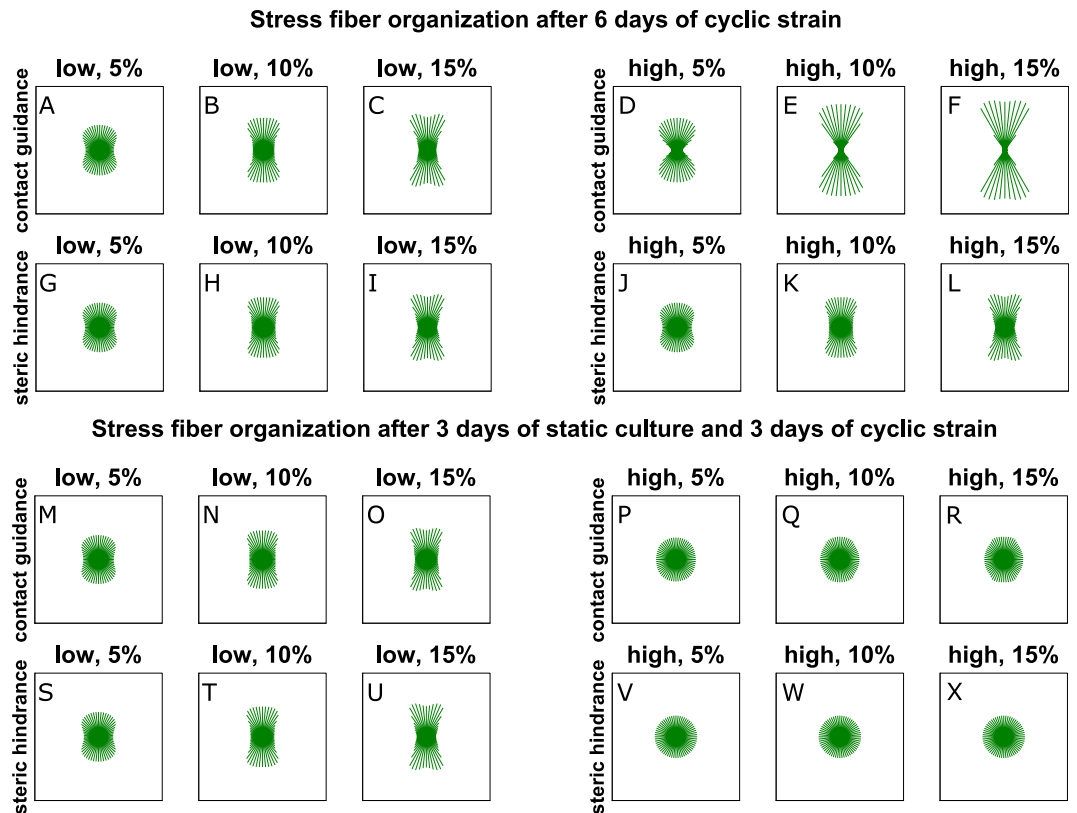 Stress fiber organization after 6 days of cyclic strain
low, 5% low, 10% low, 15% high, 5% high, 10% high, 15%
contact guidance
A B C
contact guidance
D E F
low, 5% low, 10% low, 15% high, 5% high, 10% high, 15%
steric hindrance
G H I
steric hindrance
J K L
Stress fiber organization after 3 days of static culture and 3 days of cyclic strain
low, 5% low, 10% low, 15% high, 5% high, 10% high, 15%
contact guidance
M N O
contact guidance
P Q R
low, 5% low, 10% low, 15% high, 5% high, 10% high, 15%
steric hindrance
S T U
steric hindrance
V W X